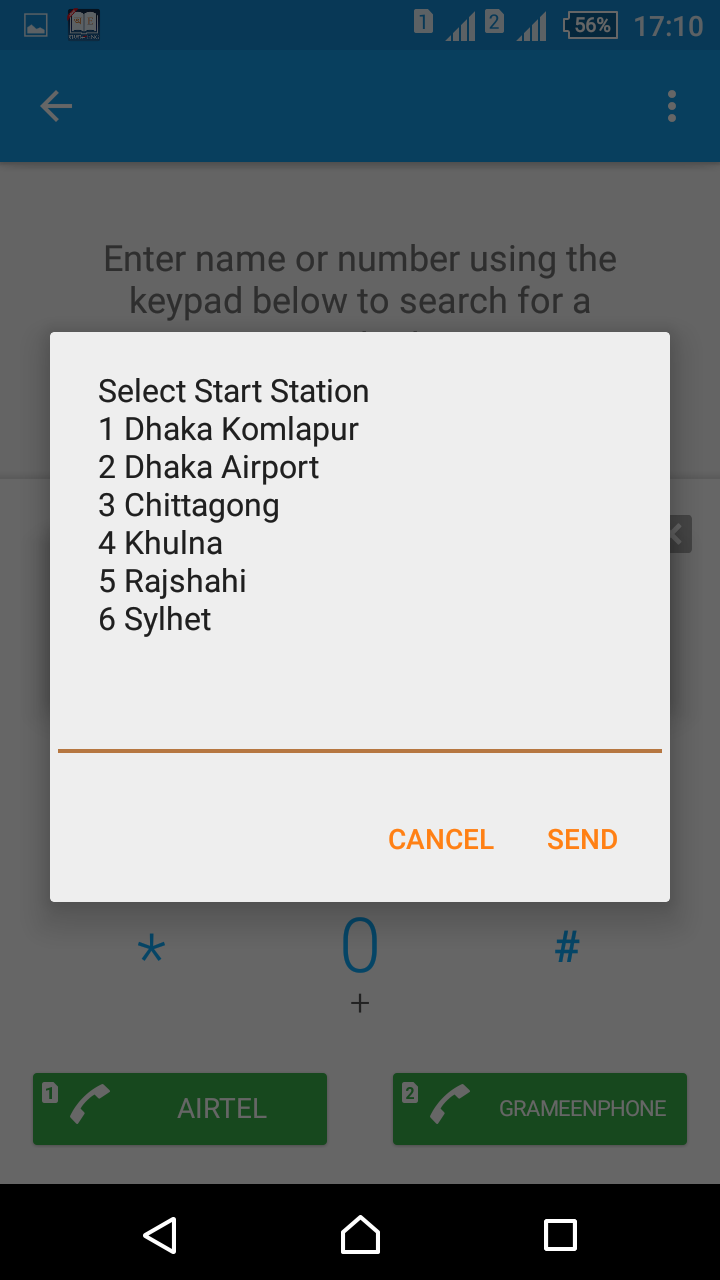 1
2
56%
17:10
Enter name or number using the
keypad below to search for a
Select Start Station
1 Dhaka Komlapur
2 Dhaka Airport
3 Chittagong
4 Khulna
5 Rajshahi
6 Sylhet
CANCEL
SEND
* 0 #
+
1 AIRTEL
2 GRAMEENPHONE